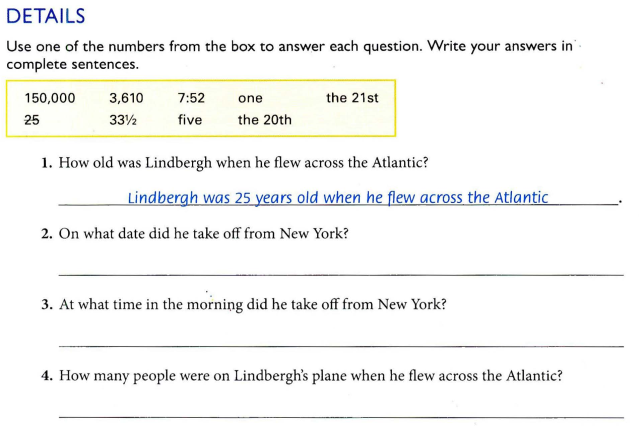 DETAILS
Use one of the numbers from the box to answer each question. Write your answers in
complete sentences.
150,000 3,610 7:52 one the 21st
25 33½ five the 20th
1. How old was Lindbergh when he flew across the Atlantic?
Lindbergh was 25 years old when he flew across the Atlantic.
2. On what date did he take off from New York?
3. At what time in the morning did he take off from New York?
4. How many people were on Lindbergh's plane when he flew across the Atlantic?